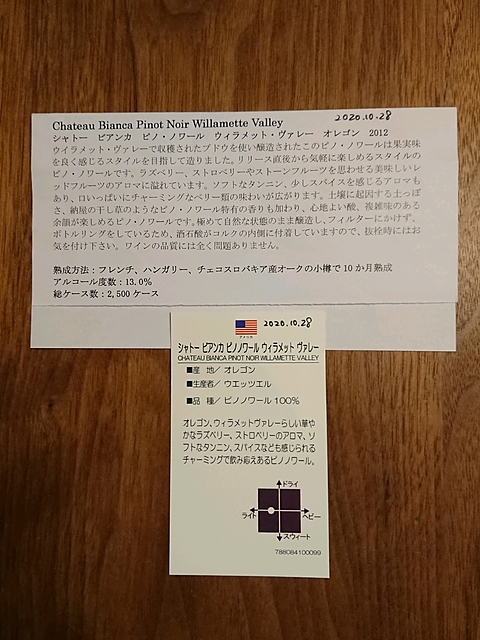 2020.10.28
Chateau Bianca Pinot Noir Willamette Valley
シャトー ビアンカ ピノ・ノワール ウィラメット・ヴァレー オレゴン 2012
ウイラメット・ヴァレーで収穫されたブドウを使い醸造されたこのピノ・ノワールは果実味
を良く感じるスタイルを目指して造りました。リリース直後から気軽に楽しめるスタイルの
ピノ・ノワールです。ラズベリー、ストロベリーやストーンフルーツを思わせる美味しいレ
ッドフルーツのアロマに溢れています。ソフトなタンニン、少しスパイスを感じるアロマも
あり、口いっぱいにチャーミングなベリー類の味わいが広がります。土壌に起因する土っぽ
さ、納屋の干し草のようなピノ・ノワール特有の香りも加わり、心地よい酸、複雑味のある
余韻が楽しめるピノ・ノワールです。極めて自然な状態のまま醸造し、フィルターにかけず、
ボトルリングをしているため、酒石酸がコルクの内側に付着していますので、抜栓時にはお
気を付け下さい。ワインの品質には全く問題ありません。
熟成方法：フレンチ、ハンガリー、チェコスロバキア産オークの小樽で10か月熟成
アルコール度数：13.0%
総ケース数：2,500ケース
2020.10.28
アメリカ
シャトー ビアンカ ピノノワール ウィラメット ヴァレー
CHATEAU BIANCA PINOT NOIR WILLAMETTE VALLEY
■産 地／オレゴン
■生産者／ウエッツエル
■品 種／ピノノワール100%
オレゴン、ウィラメットヴァレーらしい華や
かなラズベリー、ストロベリーのアロマ、ソ
フトなタンニン、スパイスなども感じられる
チャーミングで飲み応えあるピノノワール。
ドライ
ライト
ヘビー
スウィート
788084100099